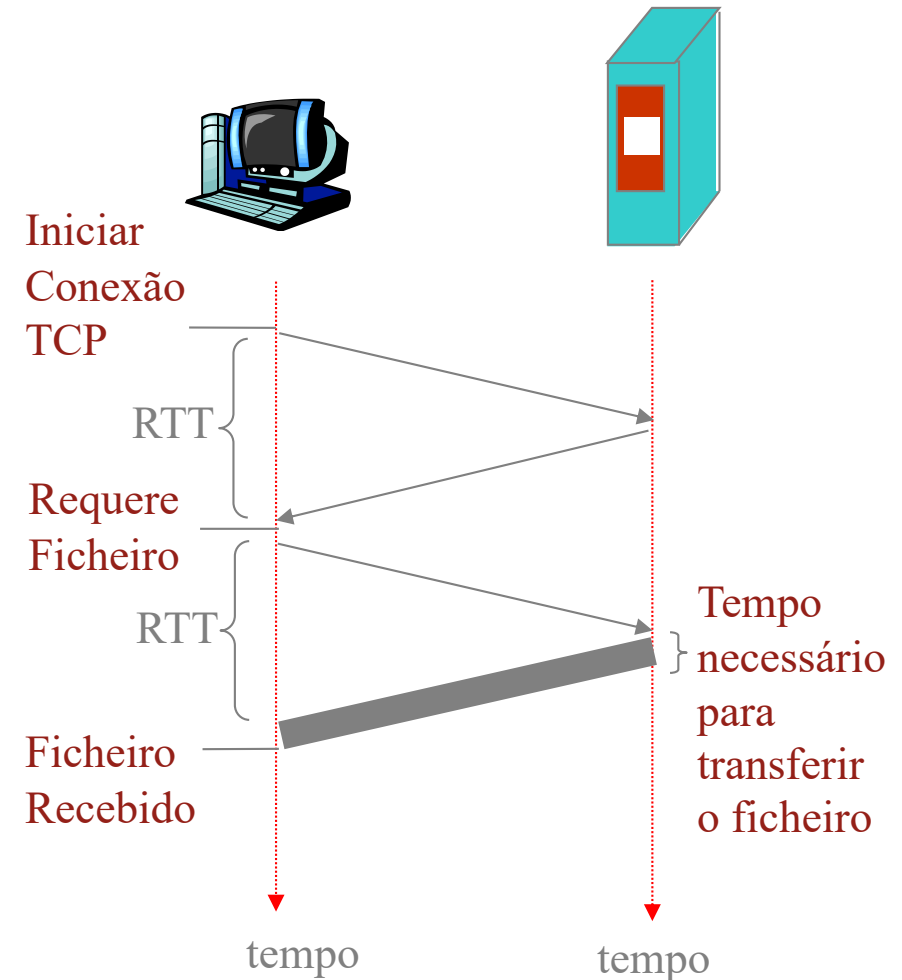 Iniciar
Conexão
TCP
RTT
Requere
Ficheiro
RTT
Tempo
necessário
para
transferir
o ficheiro
Ficheiro
Recebido
tempo
tempo